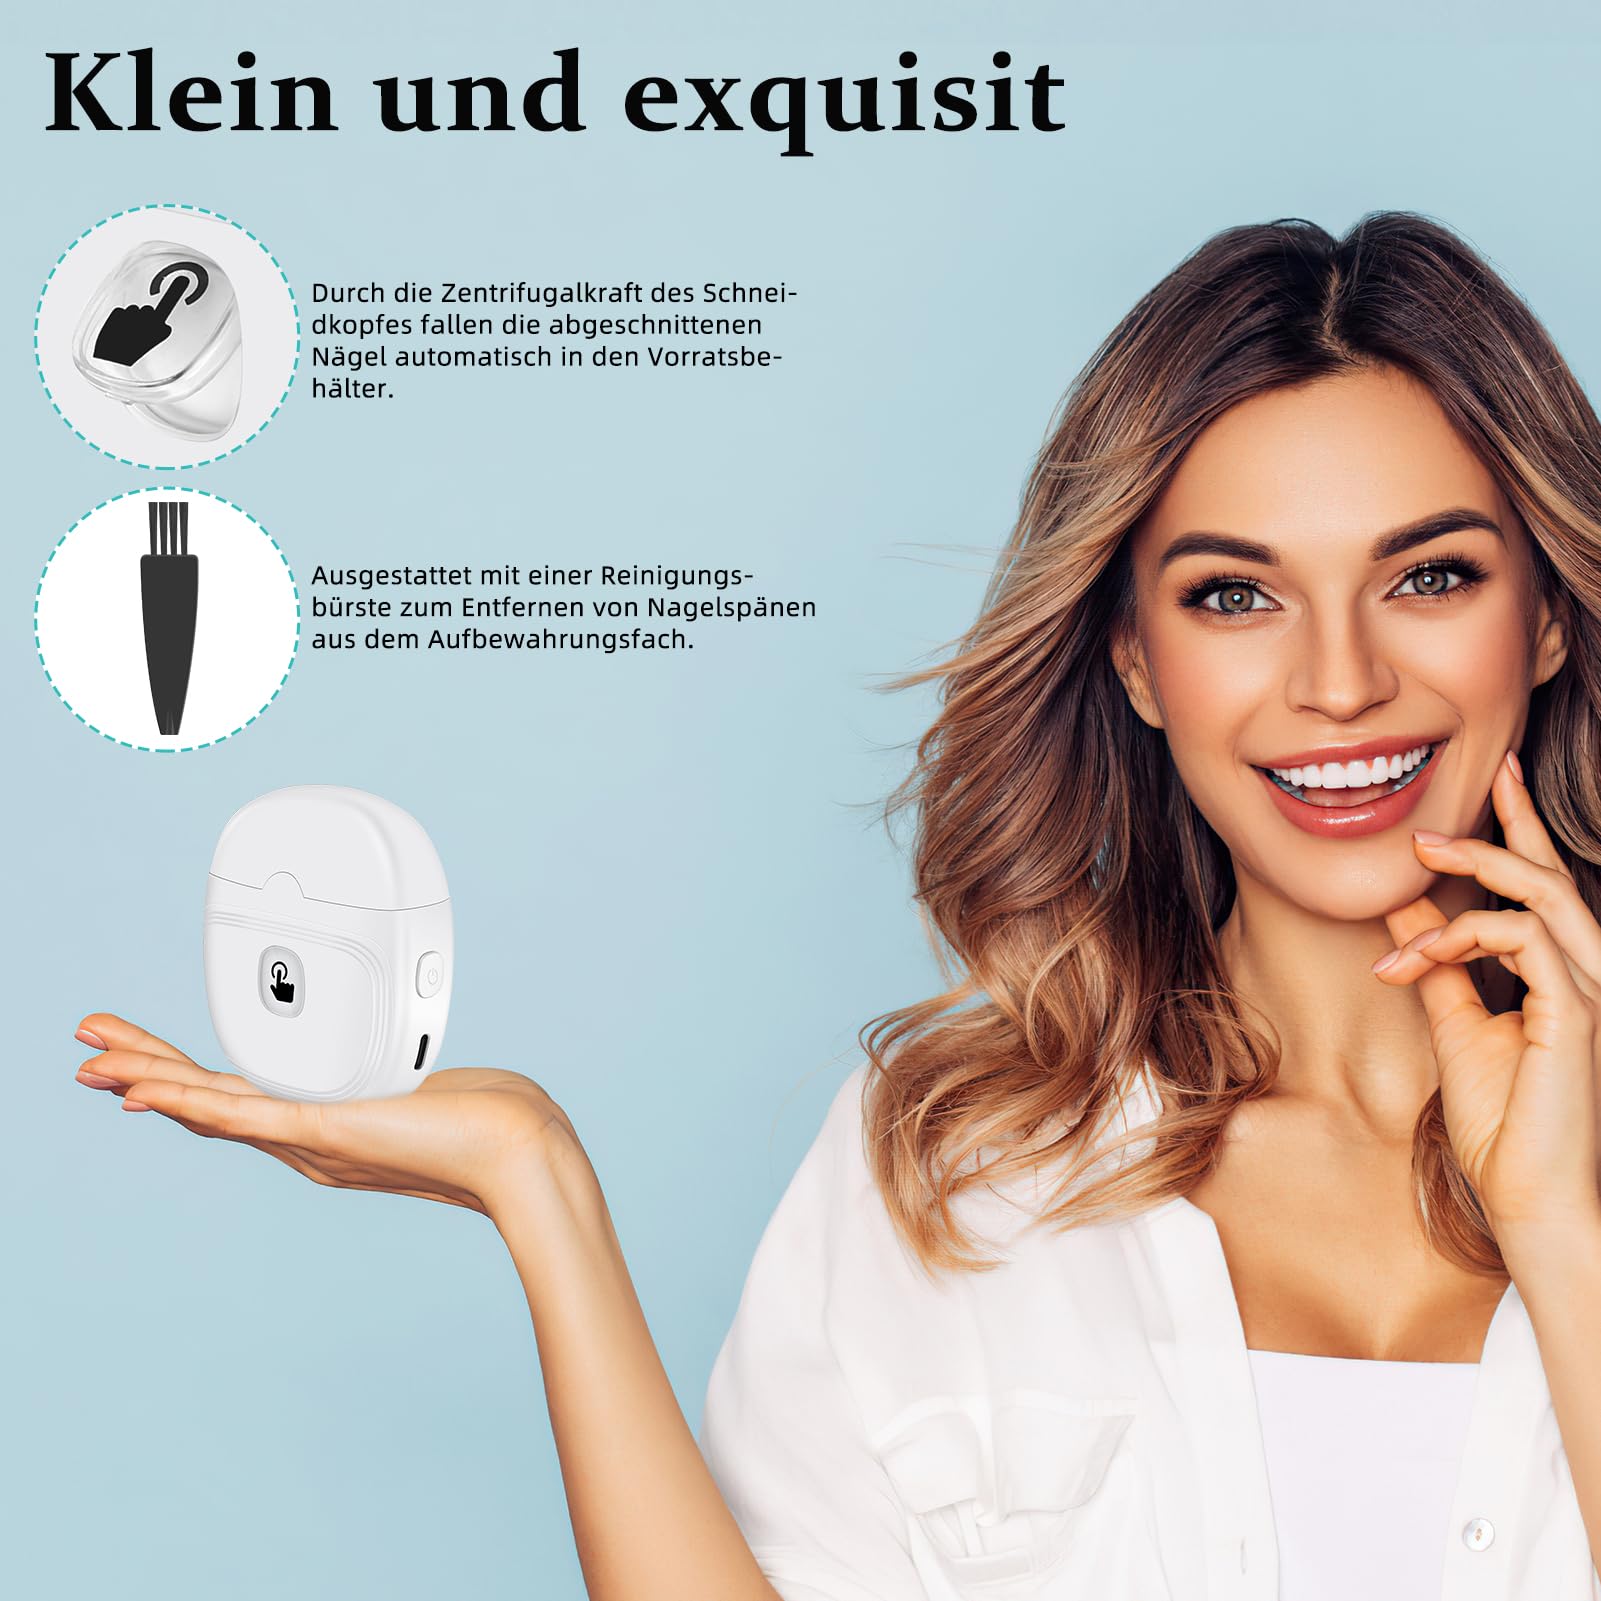 Klein und exquisit
Durch die Zentrifugalkraft des Schnei-
dkopfes fallen die abgeschnittenen
Nägel automatisch in den Vorratsbe-
hälter.
Ausgestattet mit einer Reinigungs-
bürste zum Entfernen von Nagelspänen
aus dem Aufbewahrungsfach.